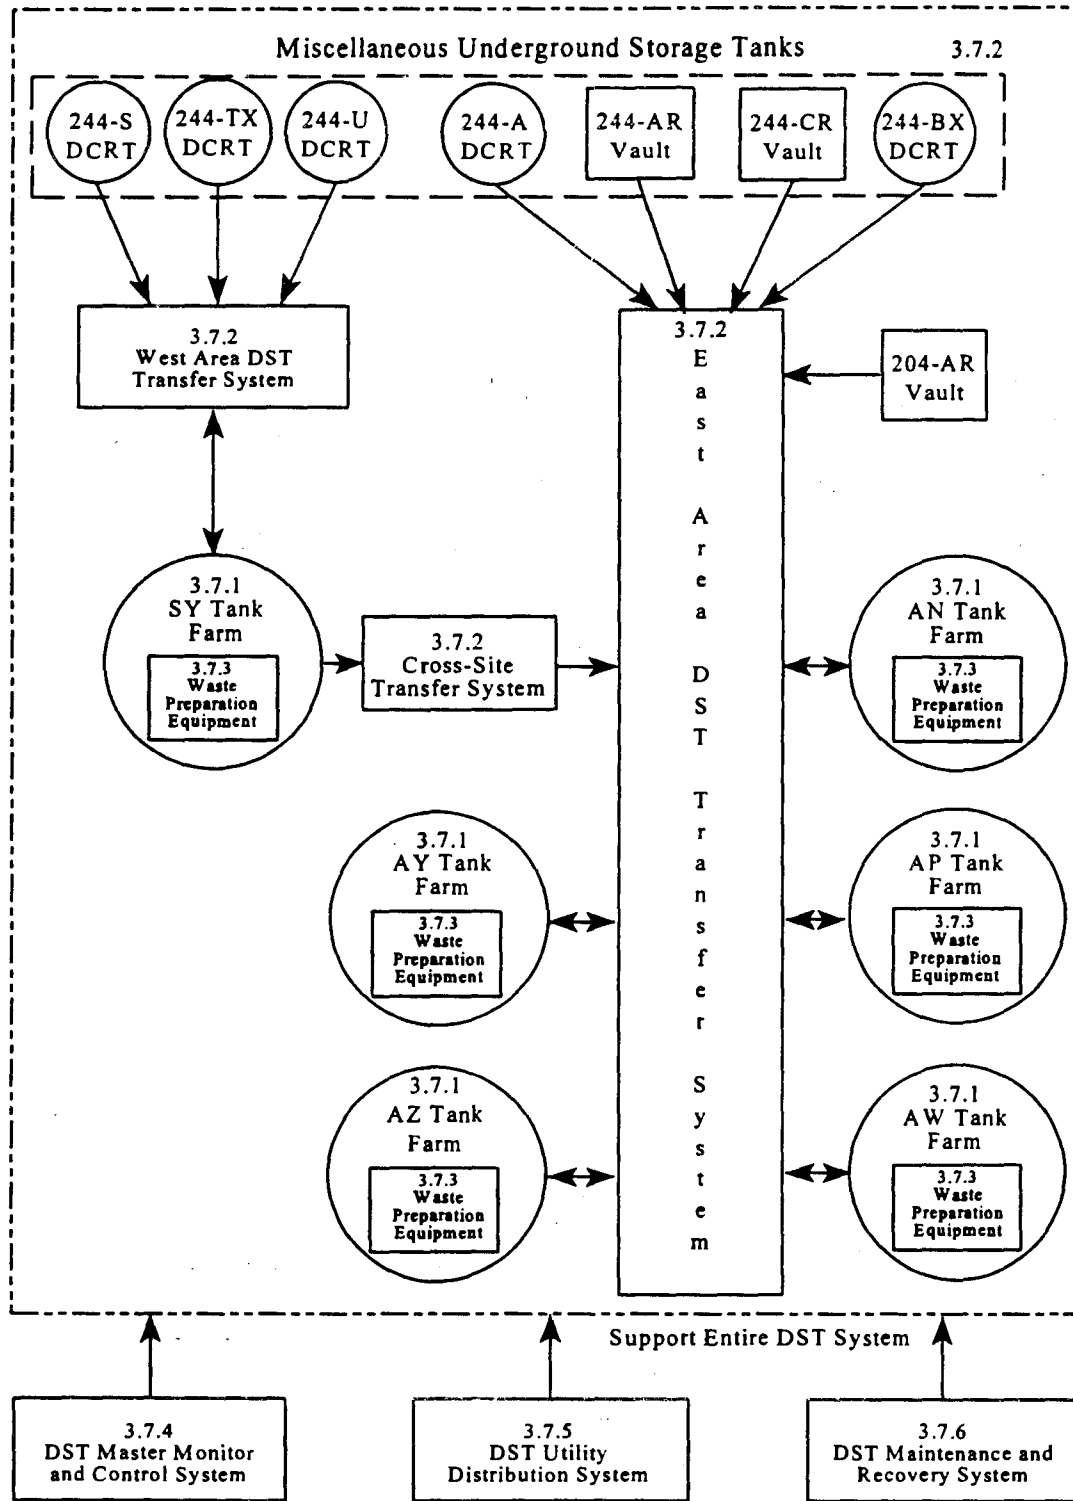 Miscellaneous Underground Storage Tanks 3.7.2
244-S
DCRT
244-TX
DCRT
244-U
DCRT
244-A
DCRT
244-AR
Vault
244-CR
Vault
244-BX
DCRT
3.7.2
West Area DST
Transfer System
3.7.2
East Area DST Transfer System
204-AR
Vault
3.7.1
SY Tank
Farm
3.7.3
Waste
Preparation
Equipment
3.7.2
Cross-Site
Transfer System
3.7.1
AN Tank
Farm
3.7.3
Waste
Preparation
Equipment
3.7.1
AY Tank
Farm
3.7.3
Waste
Preparation
Equipment
3.7.1
AP Tank
Farm
3.7.3
Waste
Preparation
Equipment
3.7.1
AZ Tank
Farm
3.7.3
Waste
Preparation
Equipment
3.7.1
AW Tank
Farm
3.7.3
Waste
Preparation
Equipment
Support Entire DST System
3.7.4
DST Master Monitor
and Control System
3.7.5
DST Utility
Distribution System
3.7.6
DST Maintenance and
Recovery System